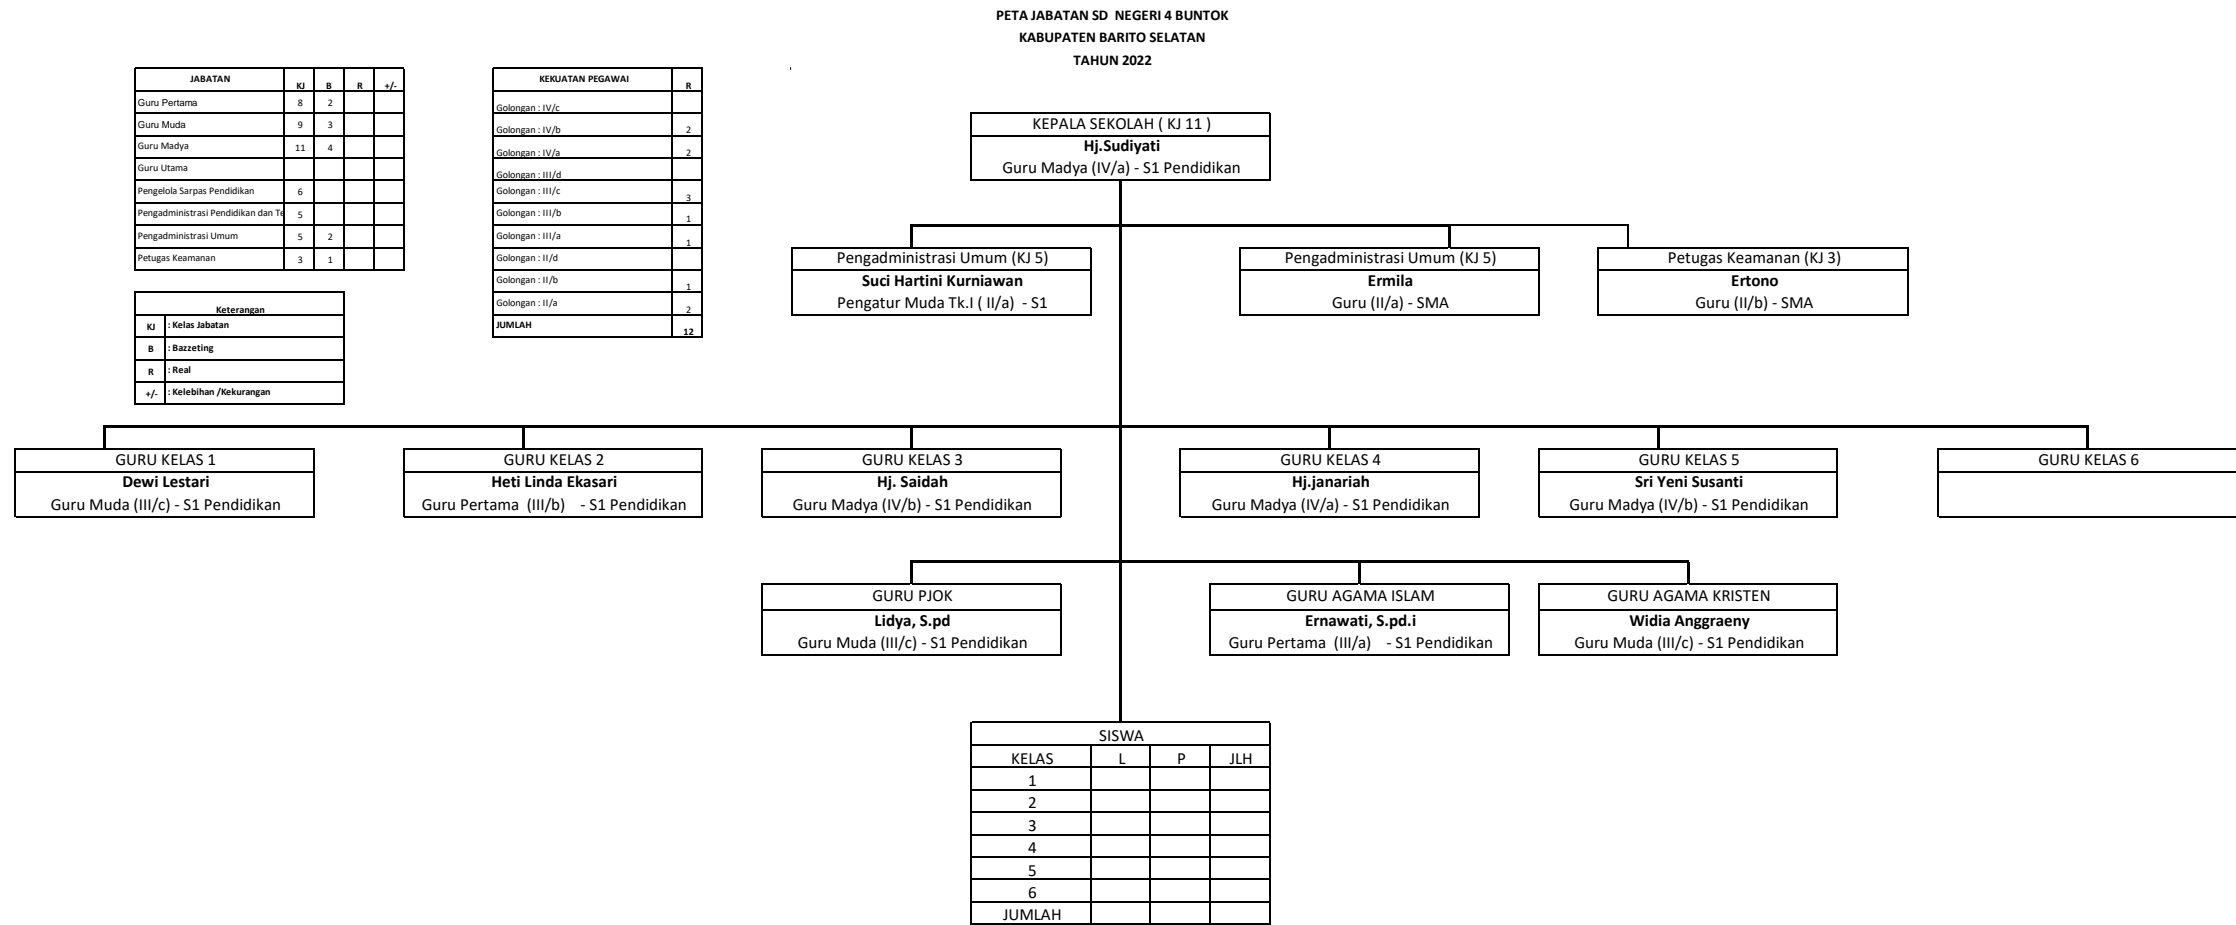 PETA JABATAN SD  NEGERI 4 BUNTOK
KABUPATEN BARITO SELATAN
TAHUN 2022
JABATAN KJ B R +/-
Guru Pertama 8 2
Guru Muda 9 3
Guru Madya 11 4
Guru Utama
Pengelola Sarpas Pendidikan 6
Pengadministrasi Pendidikan dan Te 5
Pengadministrasi Umum 5 2
Petugas Keamanan 3 1
Keterangan
KJ : Kelas Jabatan
B : Bazzeting
R : Real
+/- : Kelebihan /Kekurangan
KEKUATAN PEGAWAI R
Golongan : IV/c
Golongan : IV/b 2
Golongan : IV/a 2
Golongan : III/d
Golongan : III/c 3
Golongan : III/b 1
Golongan : III/a 1
Golongan : II/d
Golongan : II/b 1
Golongan : II/a 2
JUMLAH 12
KEPALA SEKOLAH ( KJ 11 )
Hj.Sudiyati
Guru Madya (IV/a) - S1 Pendidikan
Pengadministrasi Umum (KJ 5)
Suci Hartini Kurniawan
Pengatur Muda Tk.I ( II/a)  - S1
Pengadministrasi Umum (KJ 5)
Ermila
Guru (II/a) - SMA
Petugas Keamanan (KJ 3)
Ertono
Guru (II/b) - SMA
GURU KELAS 1
Dewi Lestari
Guru Muda (III/c) - S1 Pendidikan
GURU KELAS 2
Heti Linda Ekasari
Guru Pertama  (III/b)   - S1 Pendidikan
GURU KELAS 3
Hj. Saidah
Guru Madya (IV/b) - S1 Pendidikan
GURU KELAS 4
Hj.janariah
Guru Madya (IV/a) - S1 Pendidikan
GURU KELAS 5
Sri Yeni Susanti
Guru Madya (IV/b) - S1 Pendidikan
GURU KELAS 6
GURU PJOK
Lidya, S.pd
Guru Muda (III/c) - S1 Pendidikan
GURU AGAMA ISLAM
Ernawati, S.pd.i
Guru Pertama  (III/a)   - S1 Pendidikan
GURU AGAMA KRISTEN
Widia Anggraeny
Guru Muda (III/c) - S1 Pendidikan
SISWA
KELAS L P JLH
1
2
3
4
5
6
JUMLAH